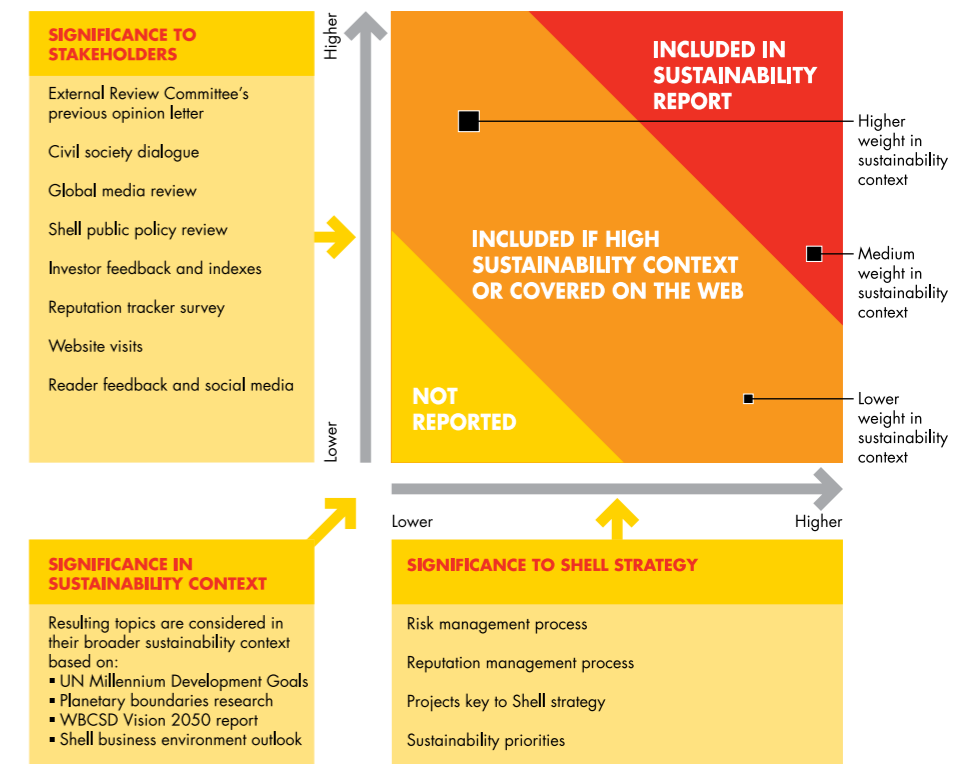 SIGNIFICANCE TO
STAKEHOLDERS
External Review Committee's
previous opinion letter
Civil society dialogue
Global media review
Shell public policy review
Investor feedback and indexes
Reputation tracker survey
Website visits
Reader feedback and social media
Higher
Lower
INCLUDED IN
SUSTAINABILITY
REPORT
INCLUDED IF HIGH
SUSTAINABILITY CONTEXT
OR COVERED ON THE WEB
NOT
REPORTED
Higher
weight in
sustainability
context
Medium
weight in
sustainability
context
Lower
weight in
sustainability
context
Lower
Higher
SIGNIFICANCE IN
SUSTAINABILITY CONTEXT
Resulting topics are considered in
their broader sustainability context
based on:
▪ UN Millennium Development Goals
▪ Planetary boundaries research
▪ WBCSD Vision 2050 report
▪ Shell business environment outlook
SIGNIFICANCE TO SHELL STRATEGY
Risk management process
Reputation management process
Projects key to Shell strategy
Sustainability priorities